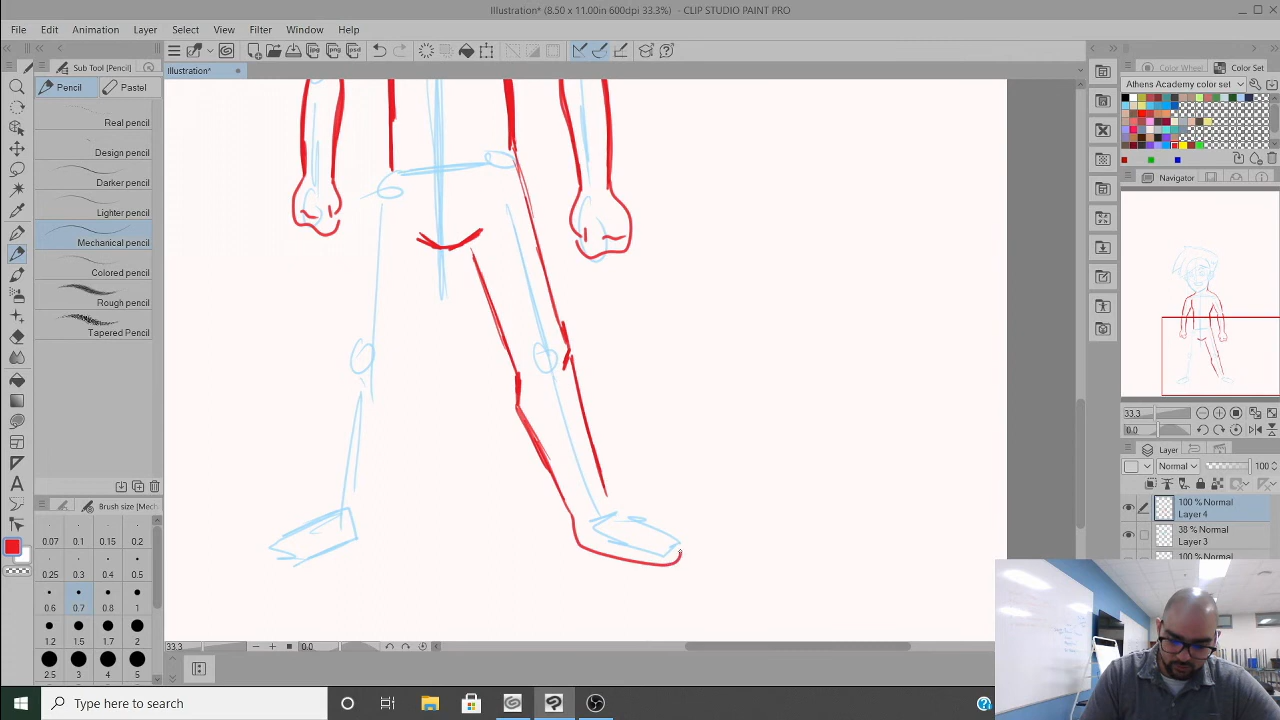 Illustration* (8.50 x 11.00in 600dpi 33.3%) - CLIP STUDIO PAINT PRO
File Edit Animation Layer Select View Filter Window Help
Sub Tool [Pencil]
Illustration*
Color Wheel Color Set
Pencil Pastel
Athens Academy color set
Real pencil
Design pencil
Darker pencil
Lighter pencil
Mechanical pencil
Colored pencil
Rough pencil
Tapered Pencil
Navigator
33.3
0.0
Layer
Normal 100
100 % Normal
Layer 4
38 % Normal
Layer 3
Brush size [Mech
0.07 0.1 0.15 0.2
0.25 0.3 0.4 0.5
0.6 0.7 0.8 1
1.2 1.5 1.7 2
2.5 3 4 5
33.3 0.0
Type here to search